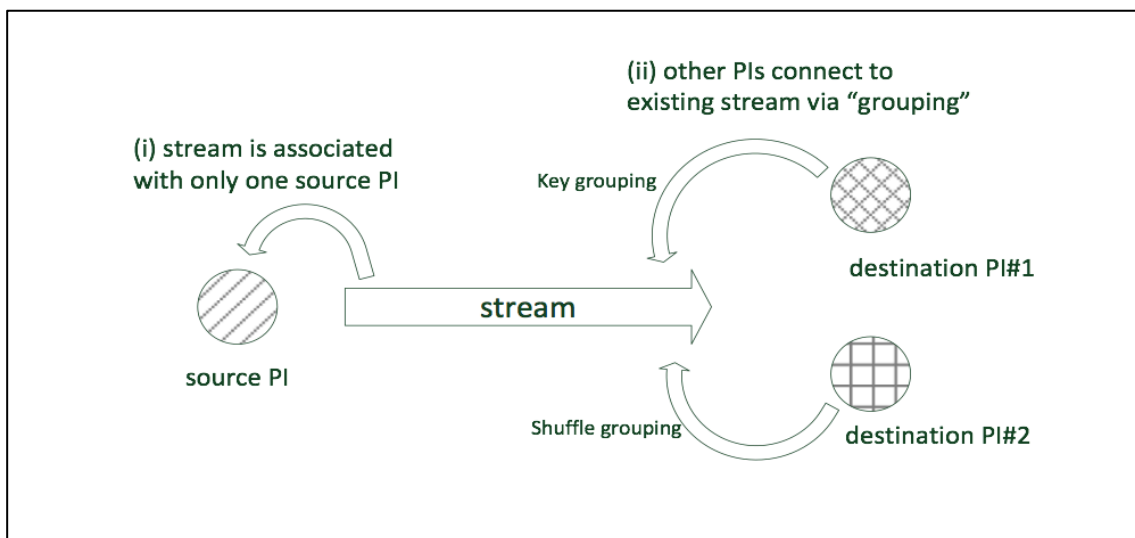 (ii) other PIs connect to
existing stream via “grouping”
(i) stream is associated
with only one source PI
Key grouping
destination PI#1
stream
source PI
Shuffle grouping
destination PI#2